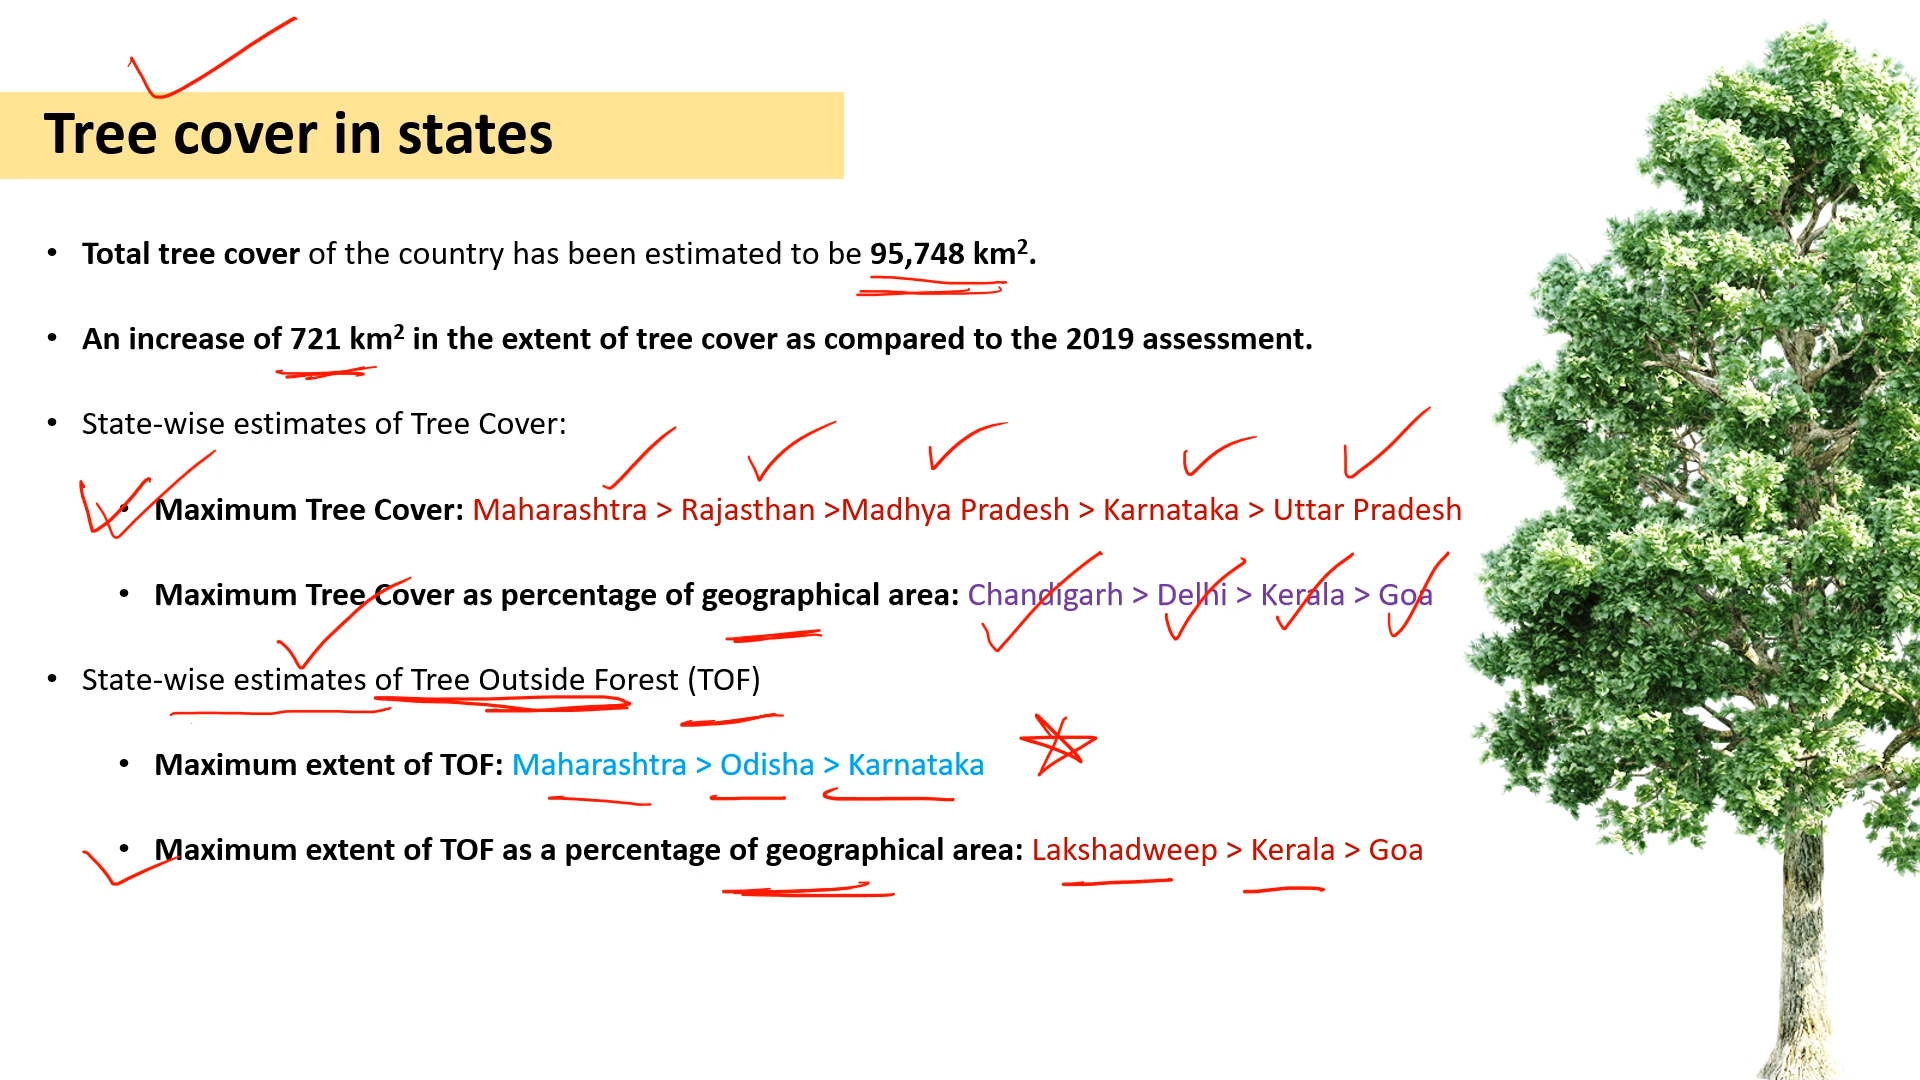 Tree cover in states
• Total tree cover of the country has been estimated to be 95,748 km².
• An increase of 721 km² in the extent of tree cover as compared to the 2019 assessment.
• State-wise estimates of Tree Cover:
• Maximum Tree Cover: Maharashtra > Rajasthan >Madhya Pradesh > Karnataka > Uttar Pradesh
• Maximum Tree Cover as percentage of geographical area: Chandigarh > Delhi > Kerala > Goa
• State-wise estimates of Tree Outside Forest (TOF)
• Maximum extent of TOF: Maharashtra > Odisha > Karnataka
• Maximum extent of TOF as a percentage of geographical area: Lakshadweep > Kerala > Goa